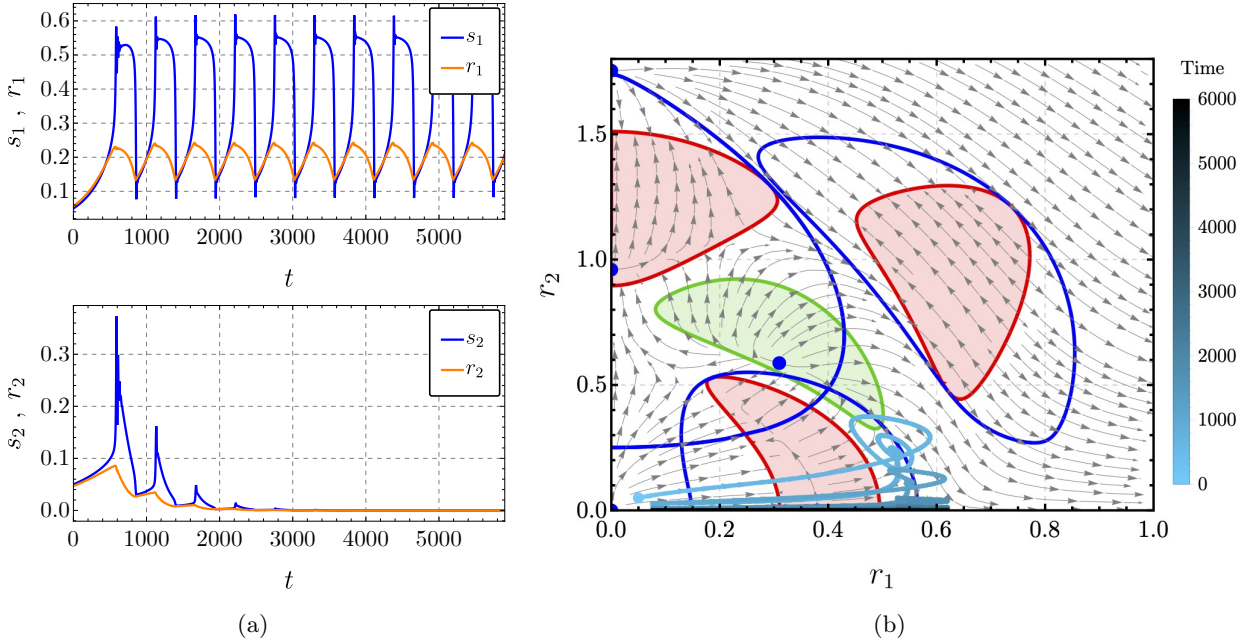 s₁ , r₁
0.6
0.5
0.4
0.3
0.2
0.1
s₁
r₁
0 1000 2000 3000 4000 5000
t
s₂, r₂
0.3
0.2
0.1
0.0
s₂
r₂
0 1000 2000 3000 4000 5000
t
(a)
r₂
1.5
1.0
0.5
0.0
0.0 0.2 0.4 0.6 0.8 1.0
r₁
Time
6000
5000
4000
3000
2000
1000
0
(b)